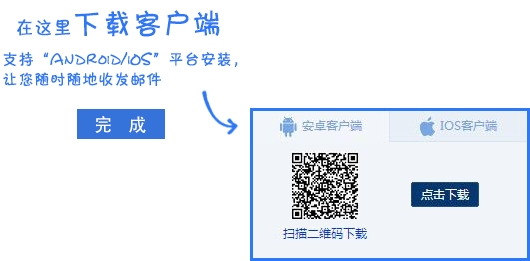 在这里下载客户端
支持“ANDROID/iOS”平台安装，
让您随时随地收发邮件
完 成
安卓客户端
IOS客户端
点击下载
扫描二维码下载